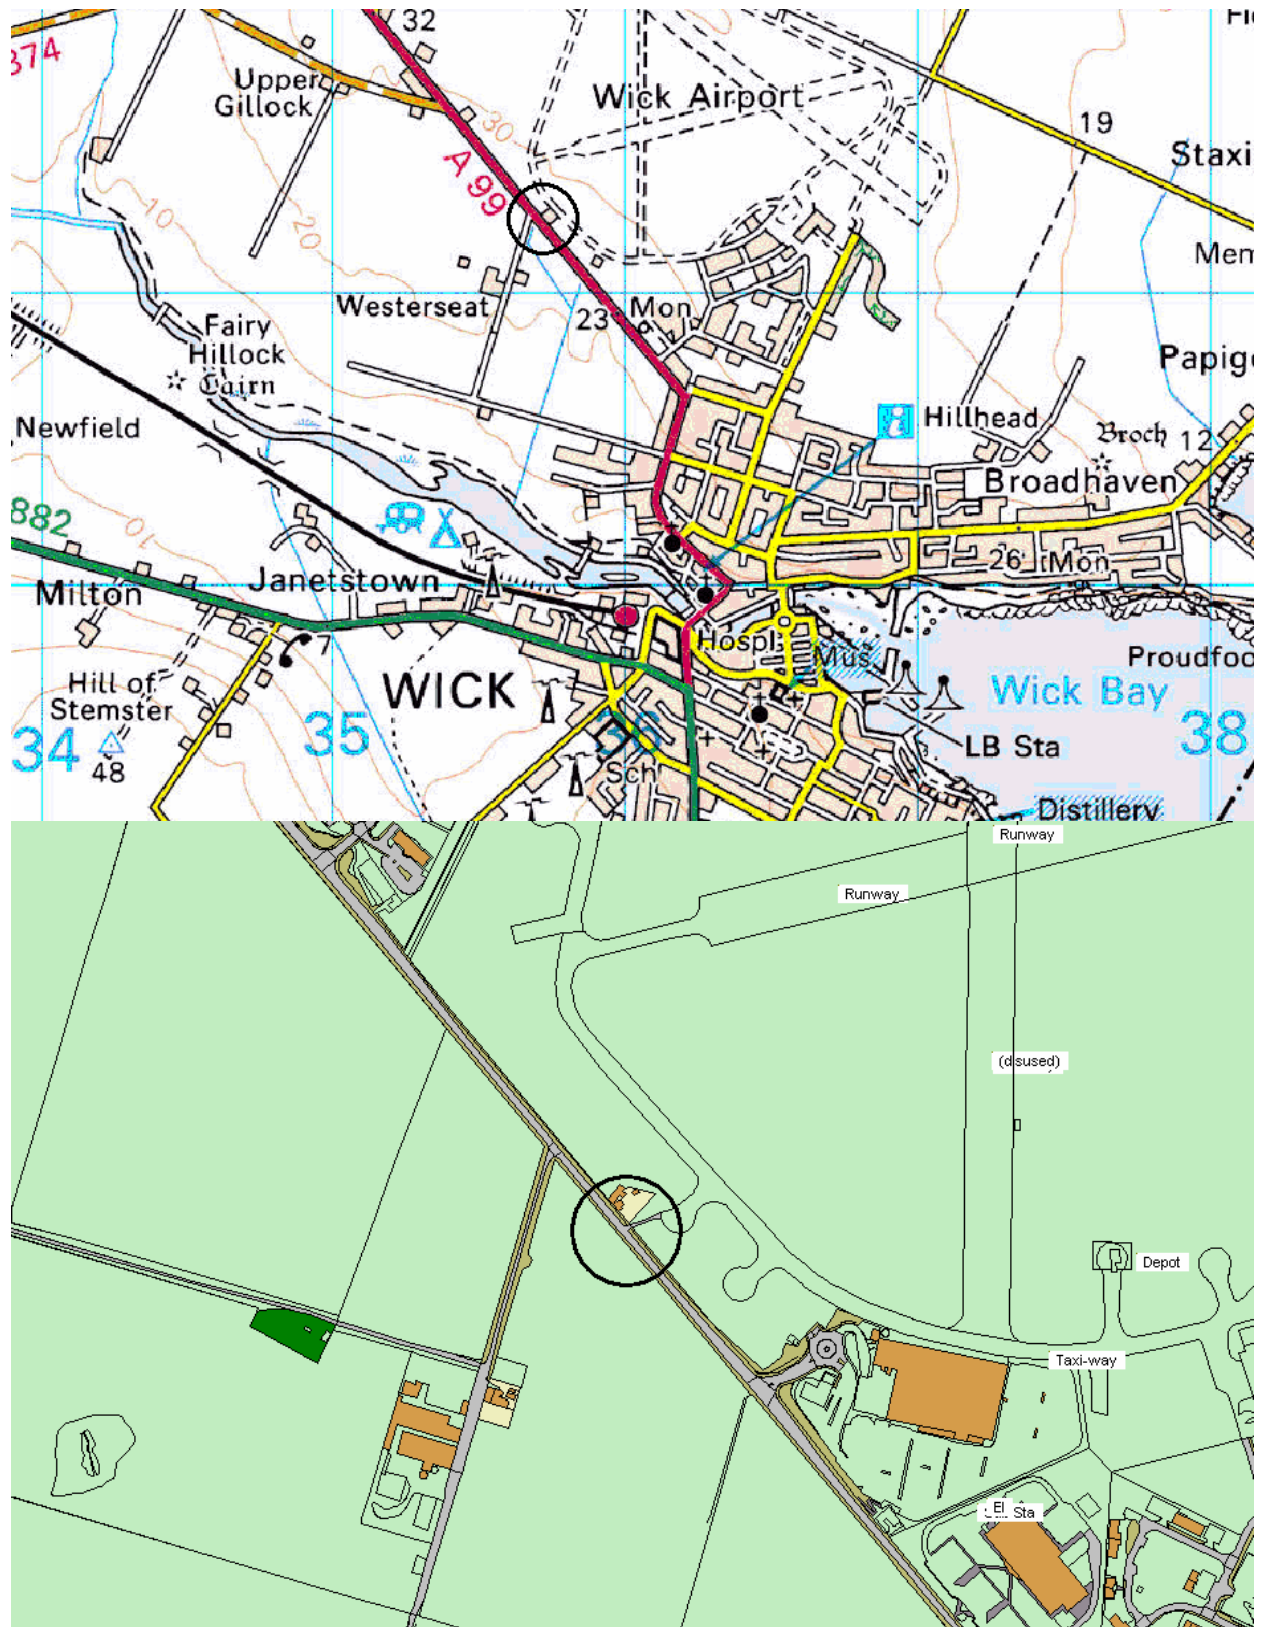 32
374
Upper
Gillock
Wick Airport
30
19
A 99
Staxi
10
20
Mem
Westerseat
23
Mon
Fairy
Hillock
Cairn
Papig
Newfield
Hillhead
Broch
12
Broadhaven
882
10
26
Mon
Janetstown
Milton
Hospl
Mus
Proudfoo
Hill of
Stemster
WICK
Wick Bay
34
48
35
36
38
LB Sta
Sch
Distillery
Runway
Runway
(disused)
Depot
Taxi-way
El
Sta